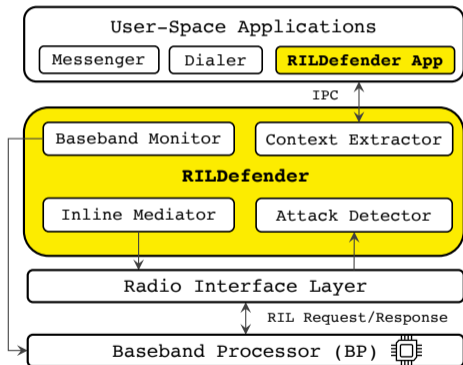 User-Space Applications
Messenger Dialer RILDefender App
IPC
Baseband Monitor Context Extractor
RILDefender
Inline Mediator Attack Detector
Radio Interface Layer
RIL Request/Response
Baseband Processor (BP)